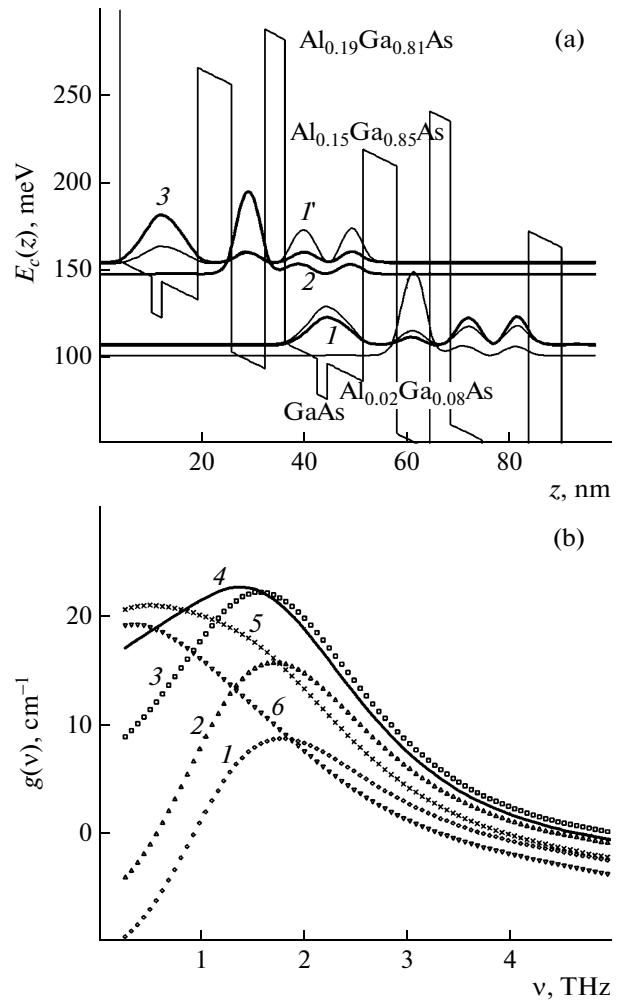 (a)
Al0.19Ga0.81As
250
Al0.15Ga0.85As
200
3
1'
Ec(z), meV
150
2
1
100
Al0.02Ga0.08As
GaAs
20
40
60
80
z, nm
(b)
4
20
5
3
6
g(ν), cm−1
2
10
1
0
1
2
3
4
ν, THz